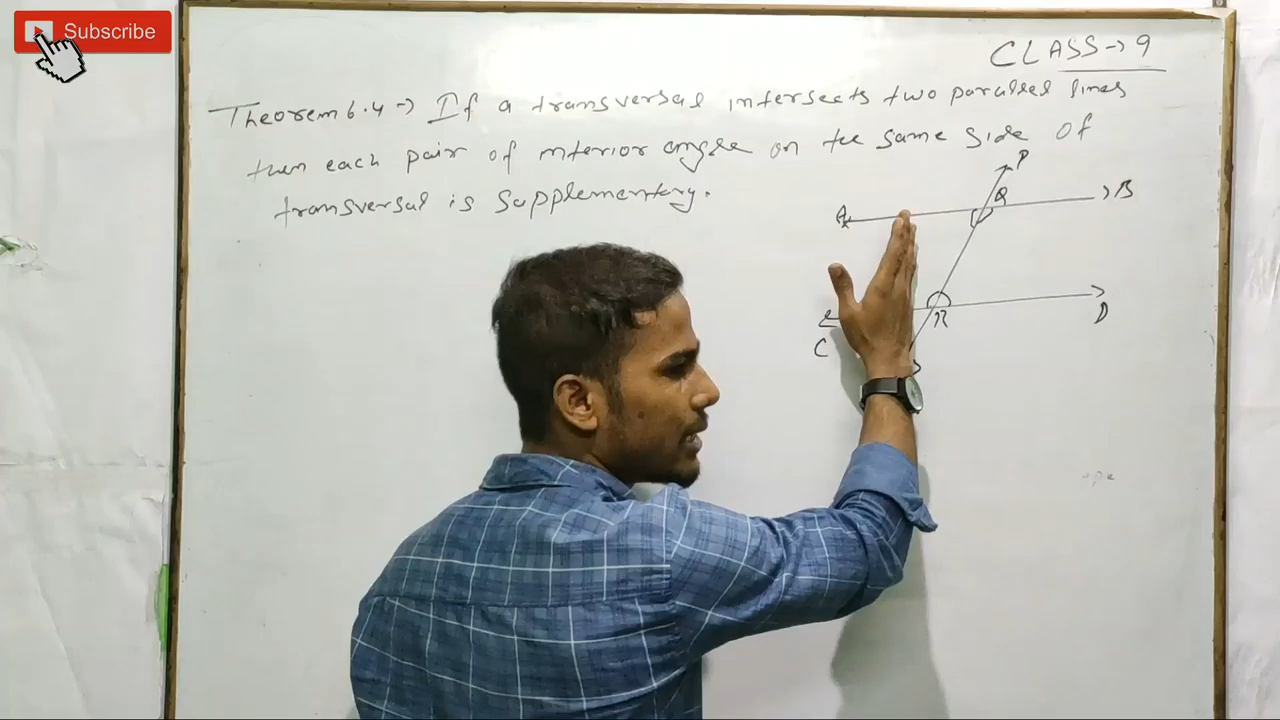 Subscribe
CLASS→9
Theorem 6.4 → If a transversal intersects two parallel lines
then each pair of interior angle on the same side of
transversal is supplementary.
P
A Q B
R
C D